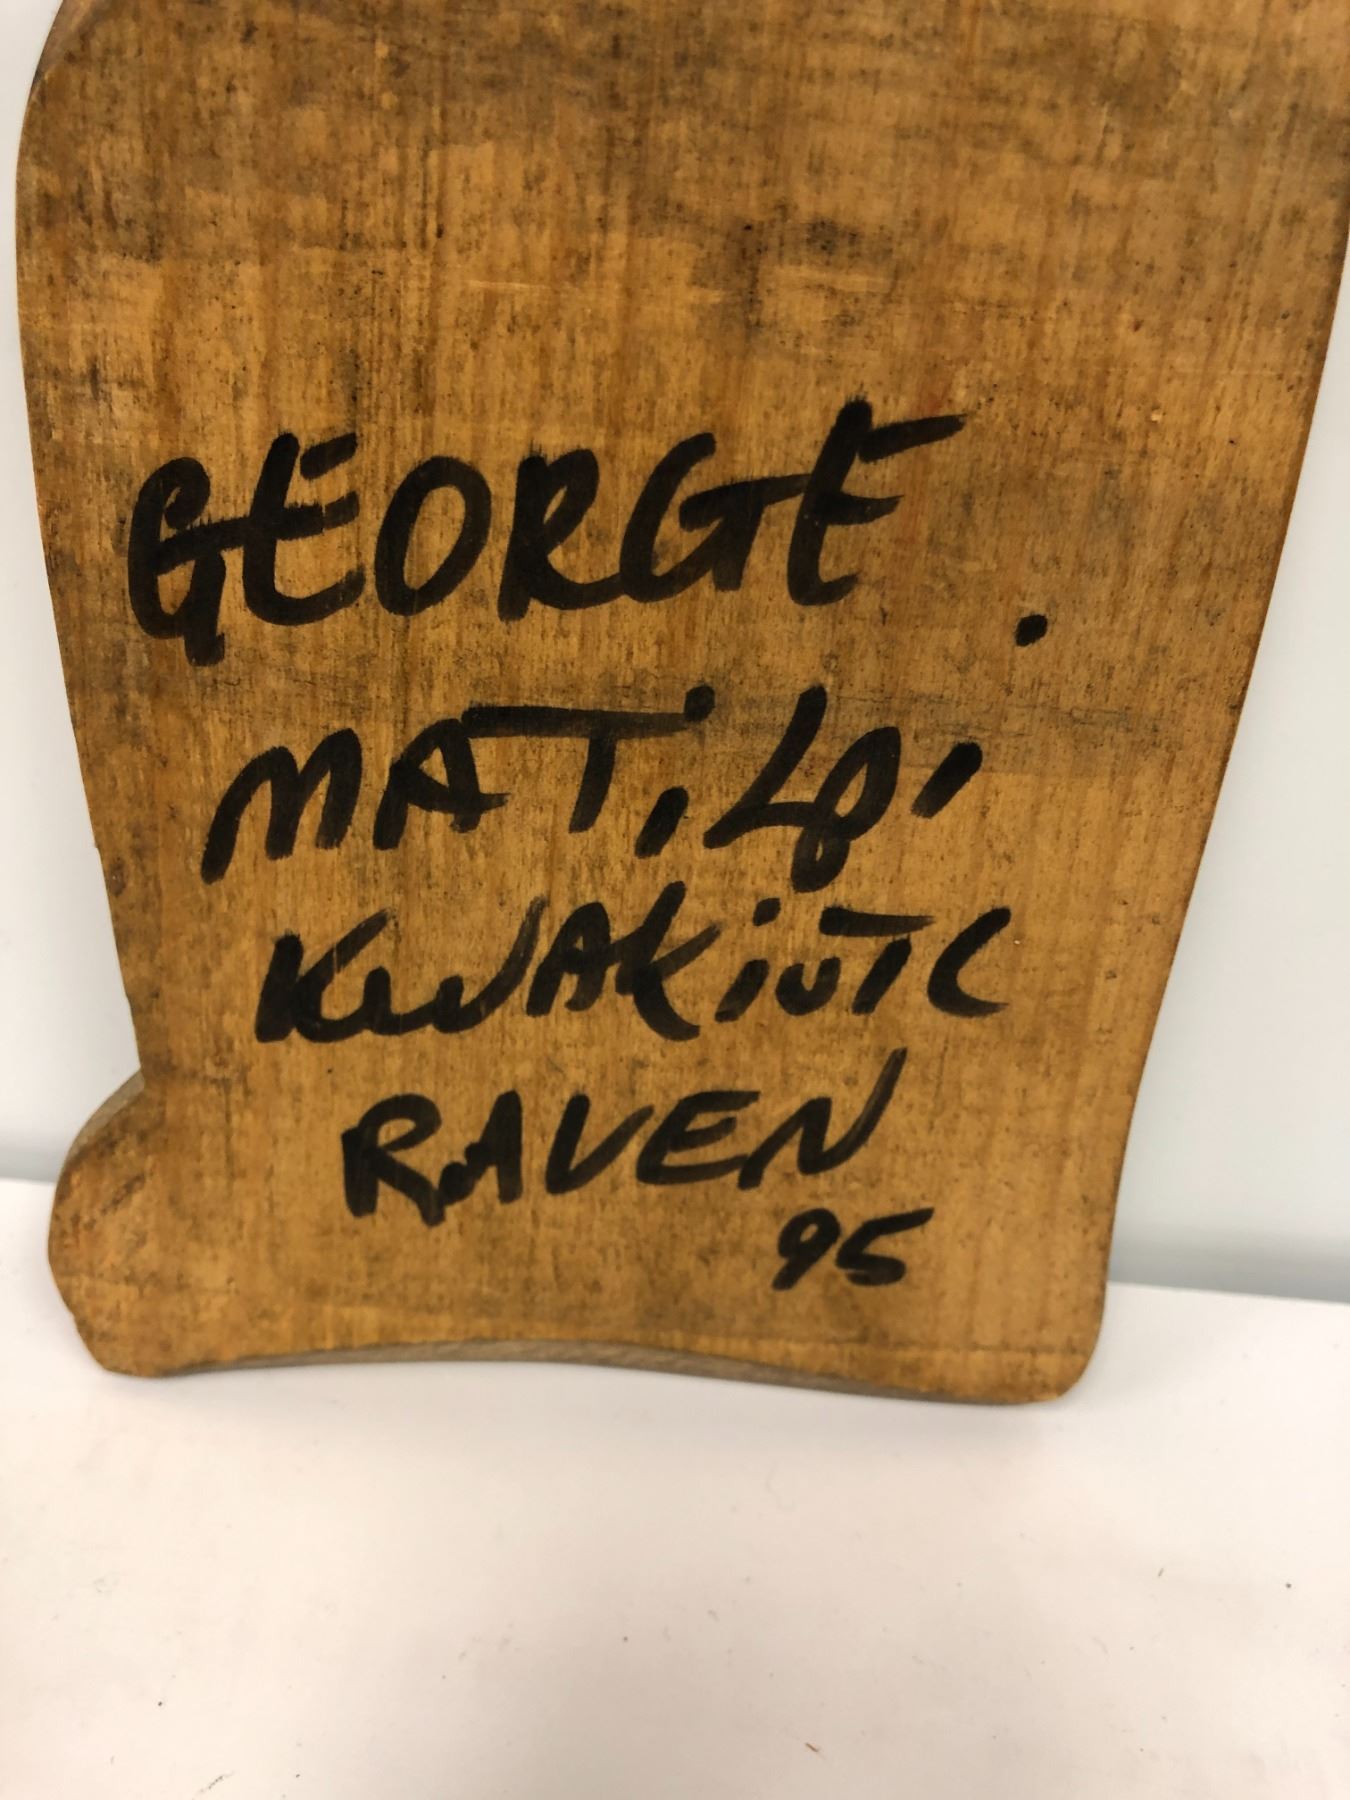 GEORGE.
MATiLpi
KWAKiUTL
RAVEN
95